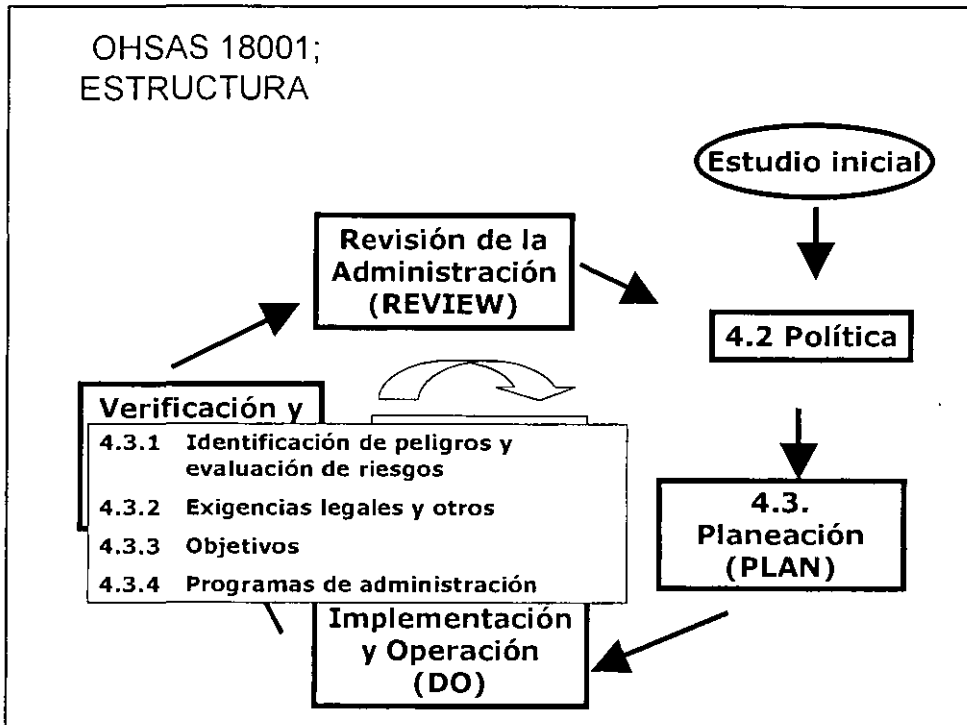 OHSAS 18001;
ESTRUCTURA
Estudio inicial
Revisión de la
Administración
(REVIEW)
4.2 Política
Verificación y
4.3.1 Identificación de peligros y
evaluación de riesgos
4.3.2 Exigencias legales y otros
4.3.3 Objetivos
4.3.4 Programas de administración
4.3.
Planeación
(PLAN)
Implementación
y Operación
(DO)